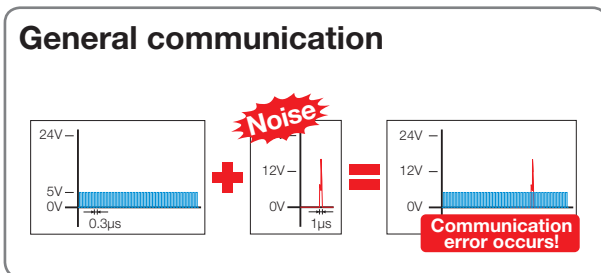 General communication
24V
5V
0V
0.3μs
Noise
12V
0V
1μs
24V
12V
0V
Communication
error occurs!